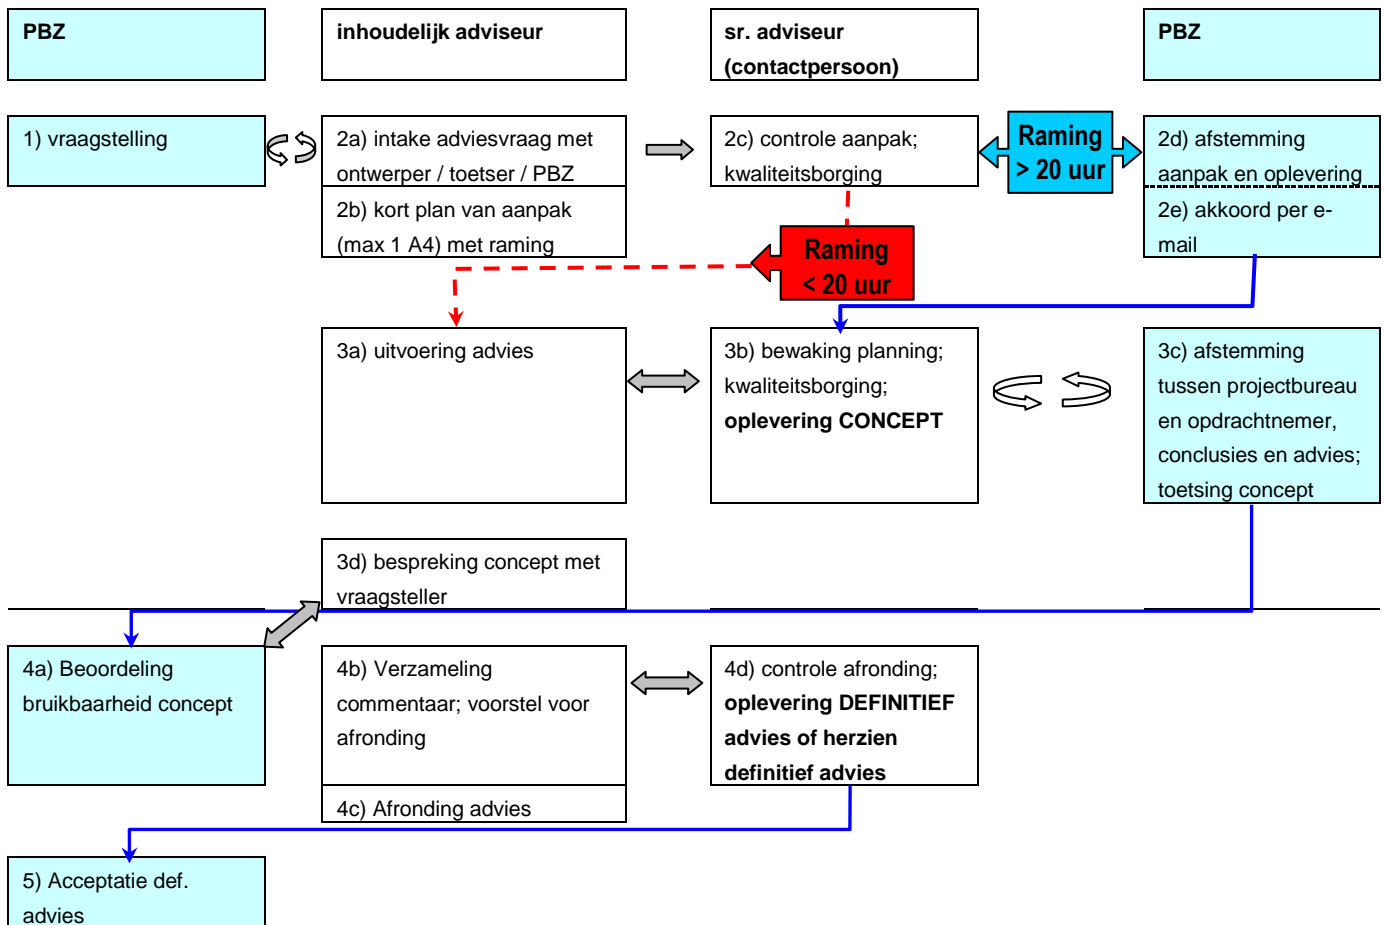 PBZ
inhoudelijk adviseur
sr. adviseur
(contactpersoon)
PBZ
1) vraagstelling
2a) intake adviesvraag met
ontwerper / toetser / PBZ
2b) kort plan van aanpak
(max 1 A4) met raming
2c) controle aanpak;
kwaliteitsborging
Raming
> 20 uur
2d) afstemming
aanpak en oplevering
2e) akkoord per e-
mail
Raming
< 20 uur
3a) uitvoering advies
3b) bewaking planning;
kwaliteitsborging;
oplevering CONCEPT
3c) afstemming
tussen projectbureau
en opdrachtnemer,
conclusies en advies;
toetsing concept
3d) bespreking concept met
vraagsteller
4a) Beoordeling
bruikbaarheid concept
4b) Verzameling
commentaar; voorstel voor
afronding
4c) Afronding advies
4d) controle afronding;
oplevering DEFINITIEF
advies of herzien
definitief advies
5) Acceptatie def.
advies